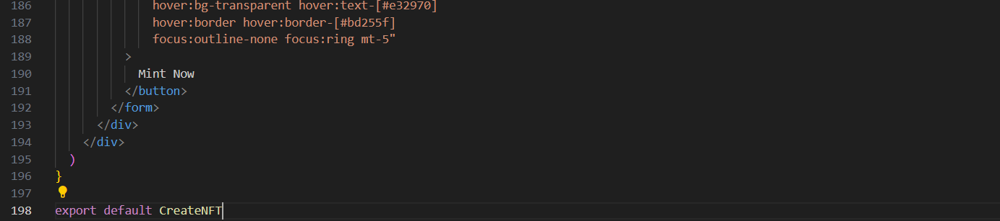 186 hover:bg-transparent hover:text-[#e32970]
187 hover:border hover:border-[#bd255f]
188 focus:outline-none focus:ring mt-5"
189 >
190 Mint Now
191 </button>
192 </form>
193 </div>
194 </div>
195 )
196 }
197
198 export default CreateNFT